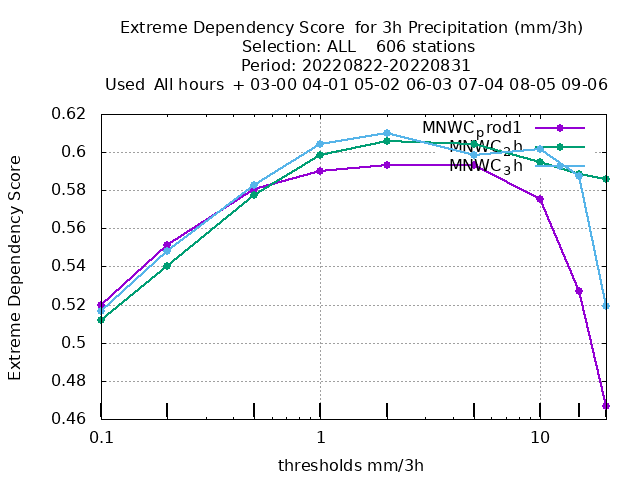 Extreme Dependency Score for 3h Precipitation (mm/3h)
Selection: ALL 606 stations
Period: 20220822-20220831
Used All hours + 03-00 04-01 05-02 06-03 07-04 08-05 09-06
0.62
0.6
0.58
0.56
0.54
0.52
0.5
0.48
0.46
Extreme Dependency Score
MNWCprod1
MNWC2h
MNWC3h
0.1
1
10
thresholds mm/3h